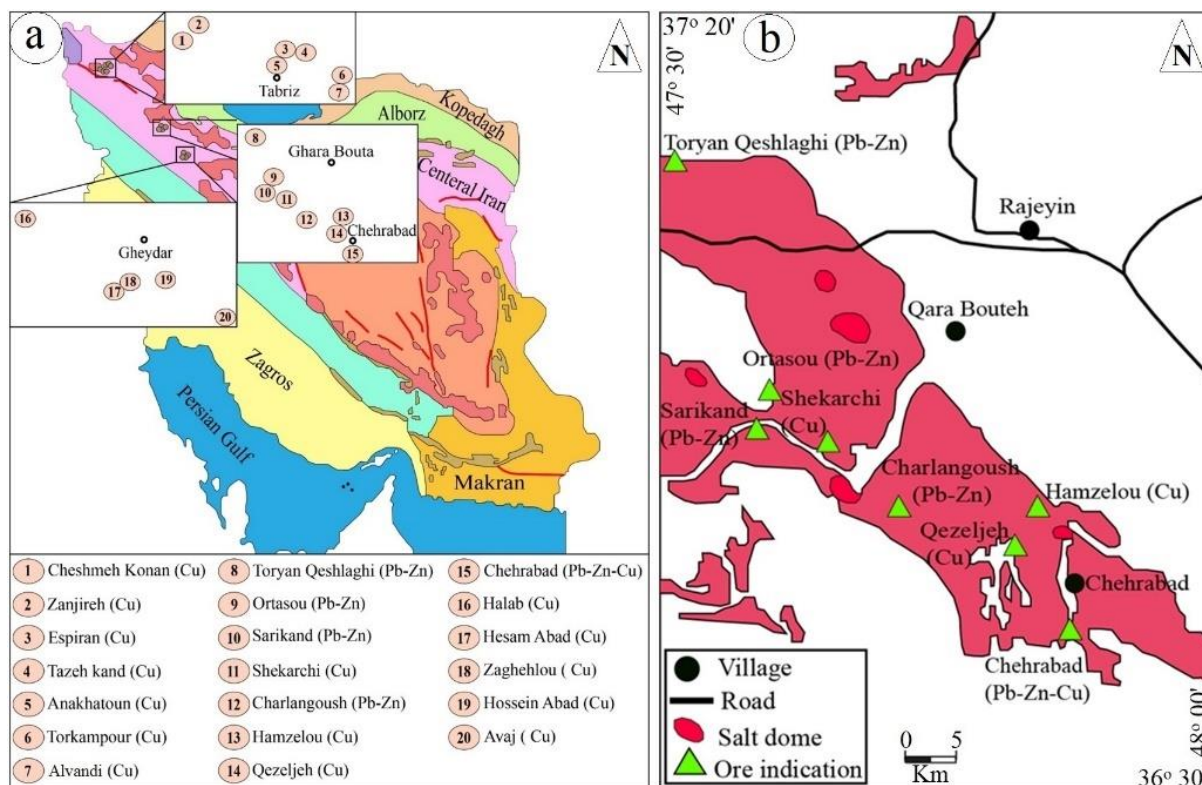 a
N
1
2
3
4
5
6
7
Tabriz
8
Ghara Bouta
9
10
11
12
13
14
Chehrabad
15
16
Gheydar
17
18
19
20
Kopedagh
Alborz
Centeral Iran
Zagros
Persian Gulf
Makran
1 Cheshmeh Konan (Cu)
2 Zanjireh (Cu)
3 Espiran (Cu)
4 Tazeh kand (Cu)
5 Anakhatoun (Cu)
6 Torkampour (Cu)
7 Alvandi (Cu)
8 Toryan Qeshlaghi (Pb-Zn)
9 Ortasou (Pb-Zn)
10 Sarikand (Pb-Zn)
11 Shekarchi (Cu)
12 Charlangoush (Pb-Zn)
13 Hamzelou (Cu)
14 Qezeljeh (Cu)
15 Chehrabad (Pb-Zn-Cu)
16 Halab (Cu)
17 Hesam Abad (Cu)
18 Zaghehlou ( Cu)
19 Hossein Abad (Cu)
20 Avaj ( Cu)
37° 20'
47° 30'
b
N
Toryan Qeshlaghi (Pb-Zn)
Rajeyin
Qara Bouteh
Ortasou (Pb-Zn)
Shekarchi
(Cu)
Sarikand
(Pb-Zn)
Charlangoush
(Pb-Zn)
Hamzelou (Cu)
Qezeljeh
(Cu)
Chehrabad
Chehrabad
(Pb-Zn-Cu)
Village
Road
Salt dome
Ore indication
0 5
Km
48° 00'
36° 30'